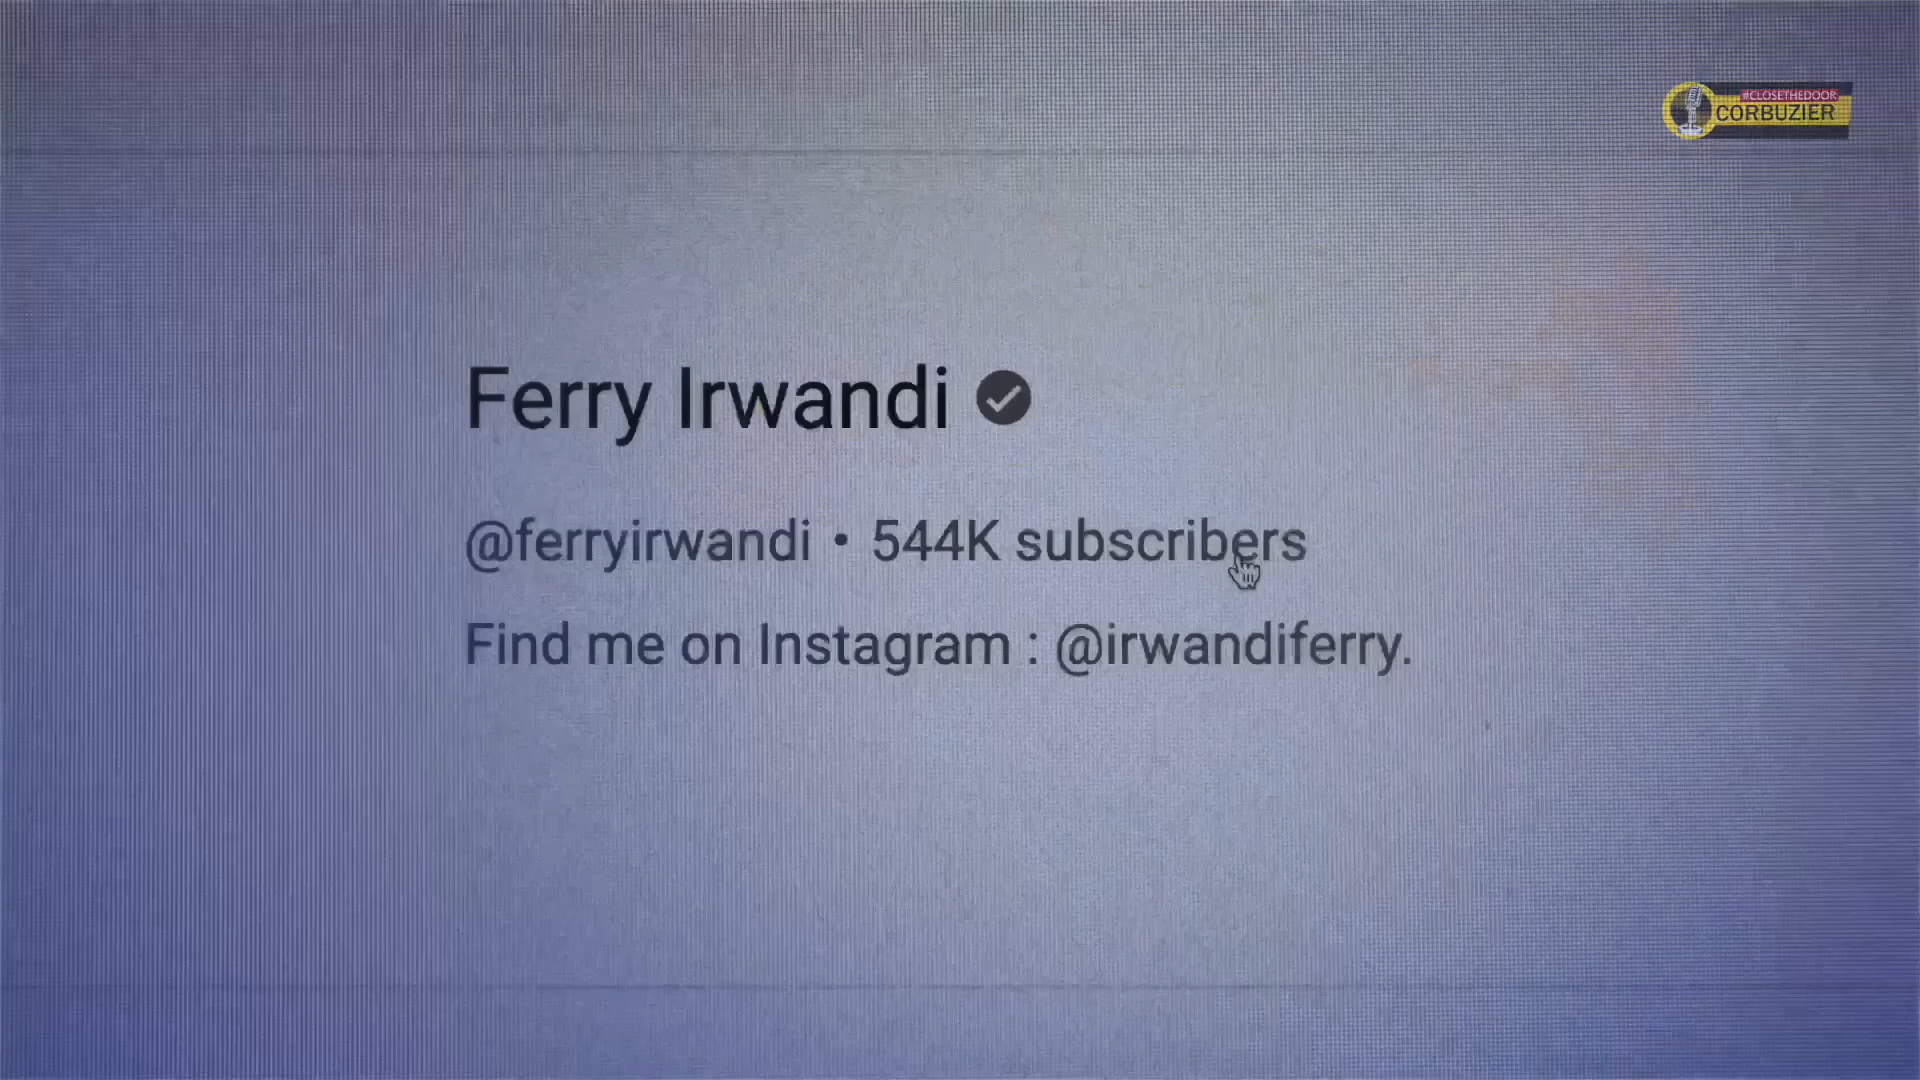 #CLOSETHEDOOR
CORBUZIER
Ferry Irwandi
@ferryirwandi • 544K subscribers
Find me on Instagram : @irwandiferry.